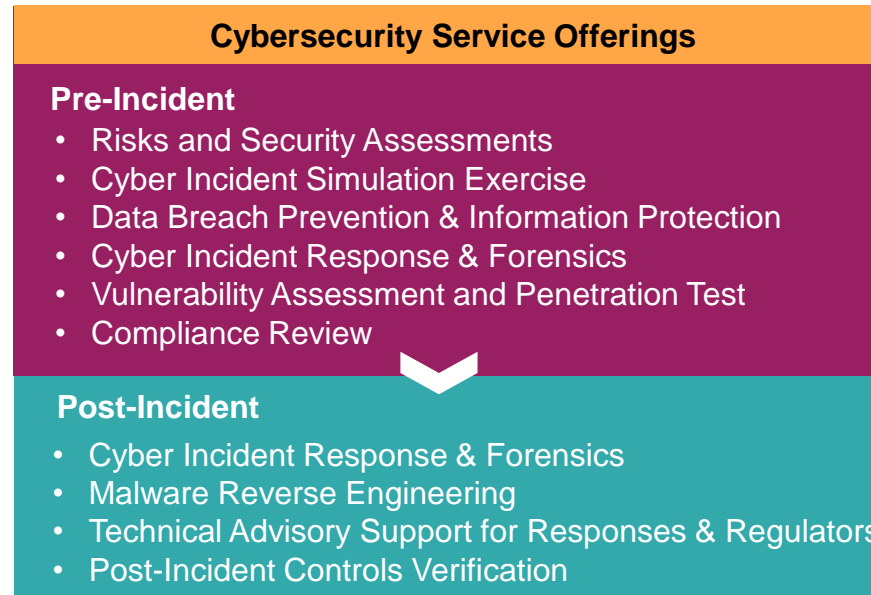 Cybersecurity Service Offerings
Pre-Incident
• Risks and Security Assessments
• Cyber Incident Simulation Exercise
• Data Breach Prevention & Information Protection
• Cyber Incident Response & Forensics
• Vulnerability Assessment and Penetration Test
• Compliance Review
Post-Incident
• Cyber Incident Response & Forensics
• Malware Reverse Engineering
• Technical Advisory Support for Responses & Regulators
• Post-Incident Controls Verification